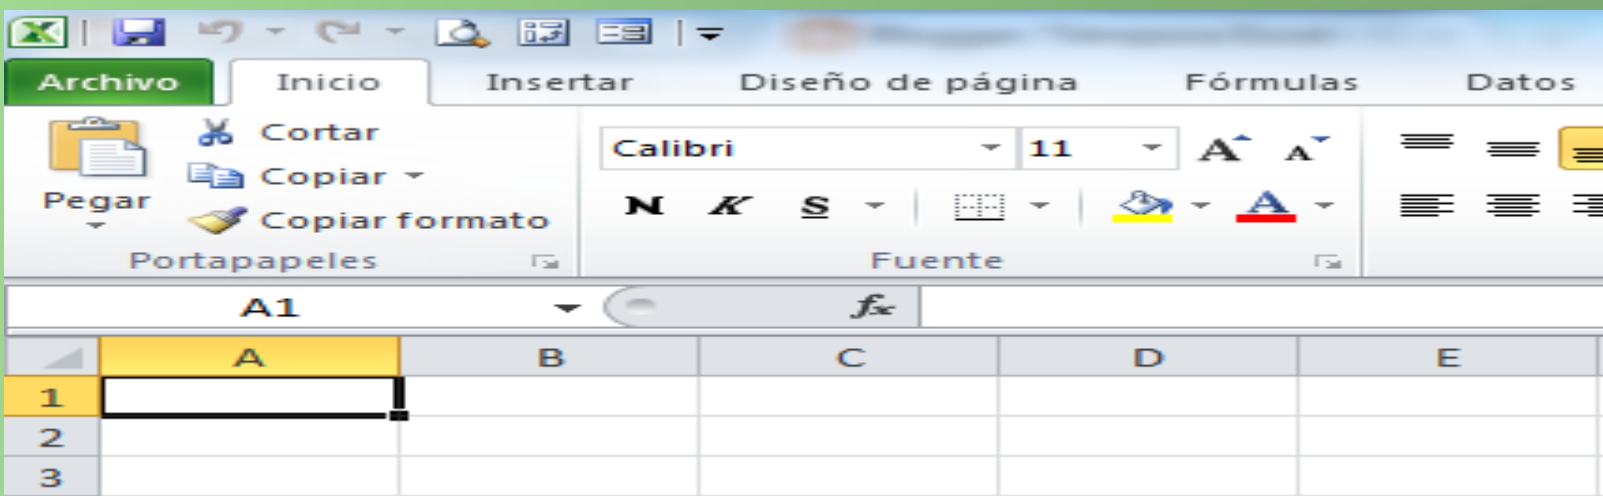 Archivo Inicio Insertar Diseño de página Fórmulas Datos
Cortar
Copiar
Copiar formato
Pegar
Portapapeles
Calibri 11 A A
N K S A
Fuente
A1 fx
A B C D E
1
2
3